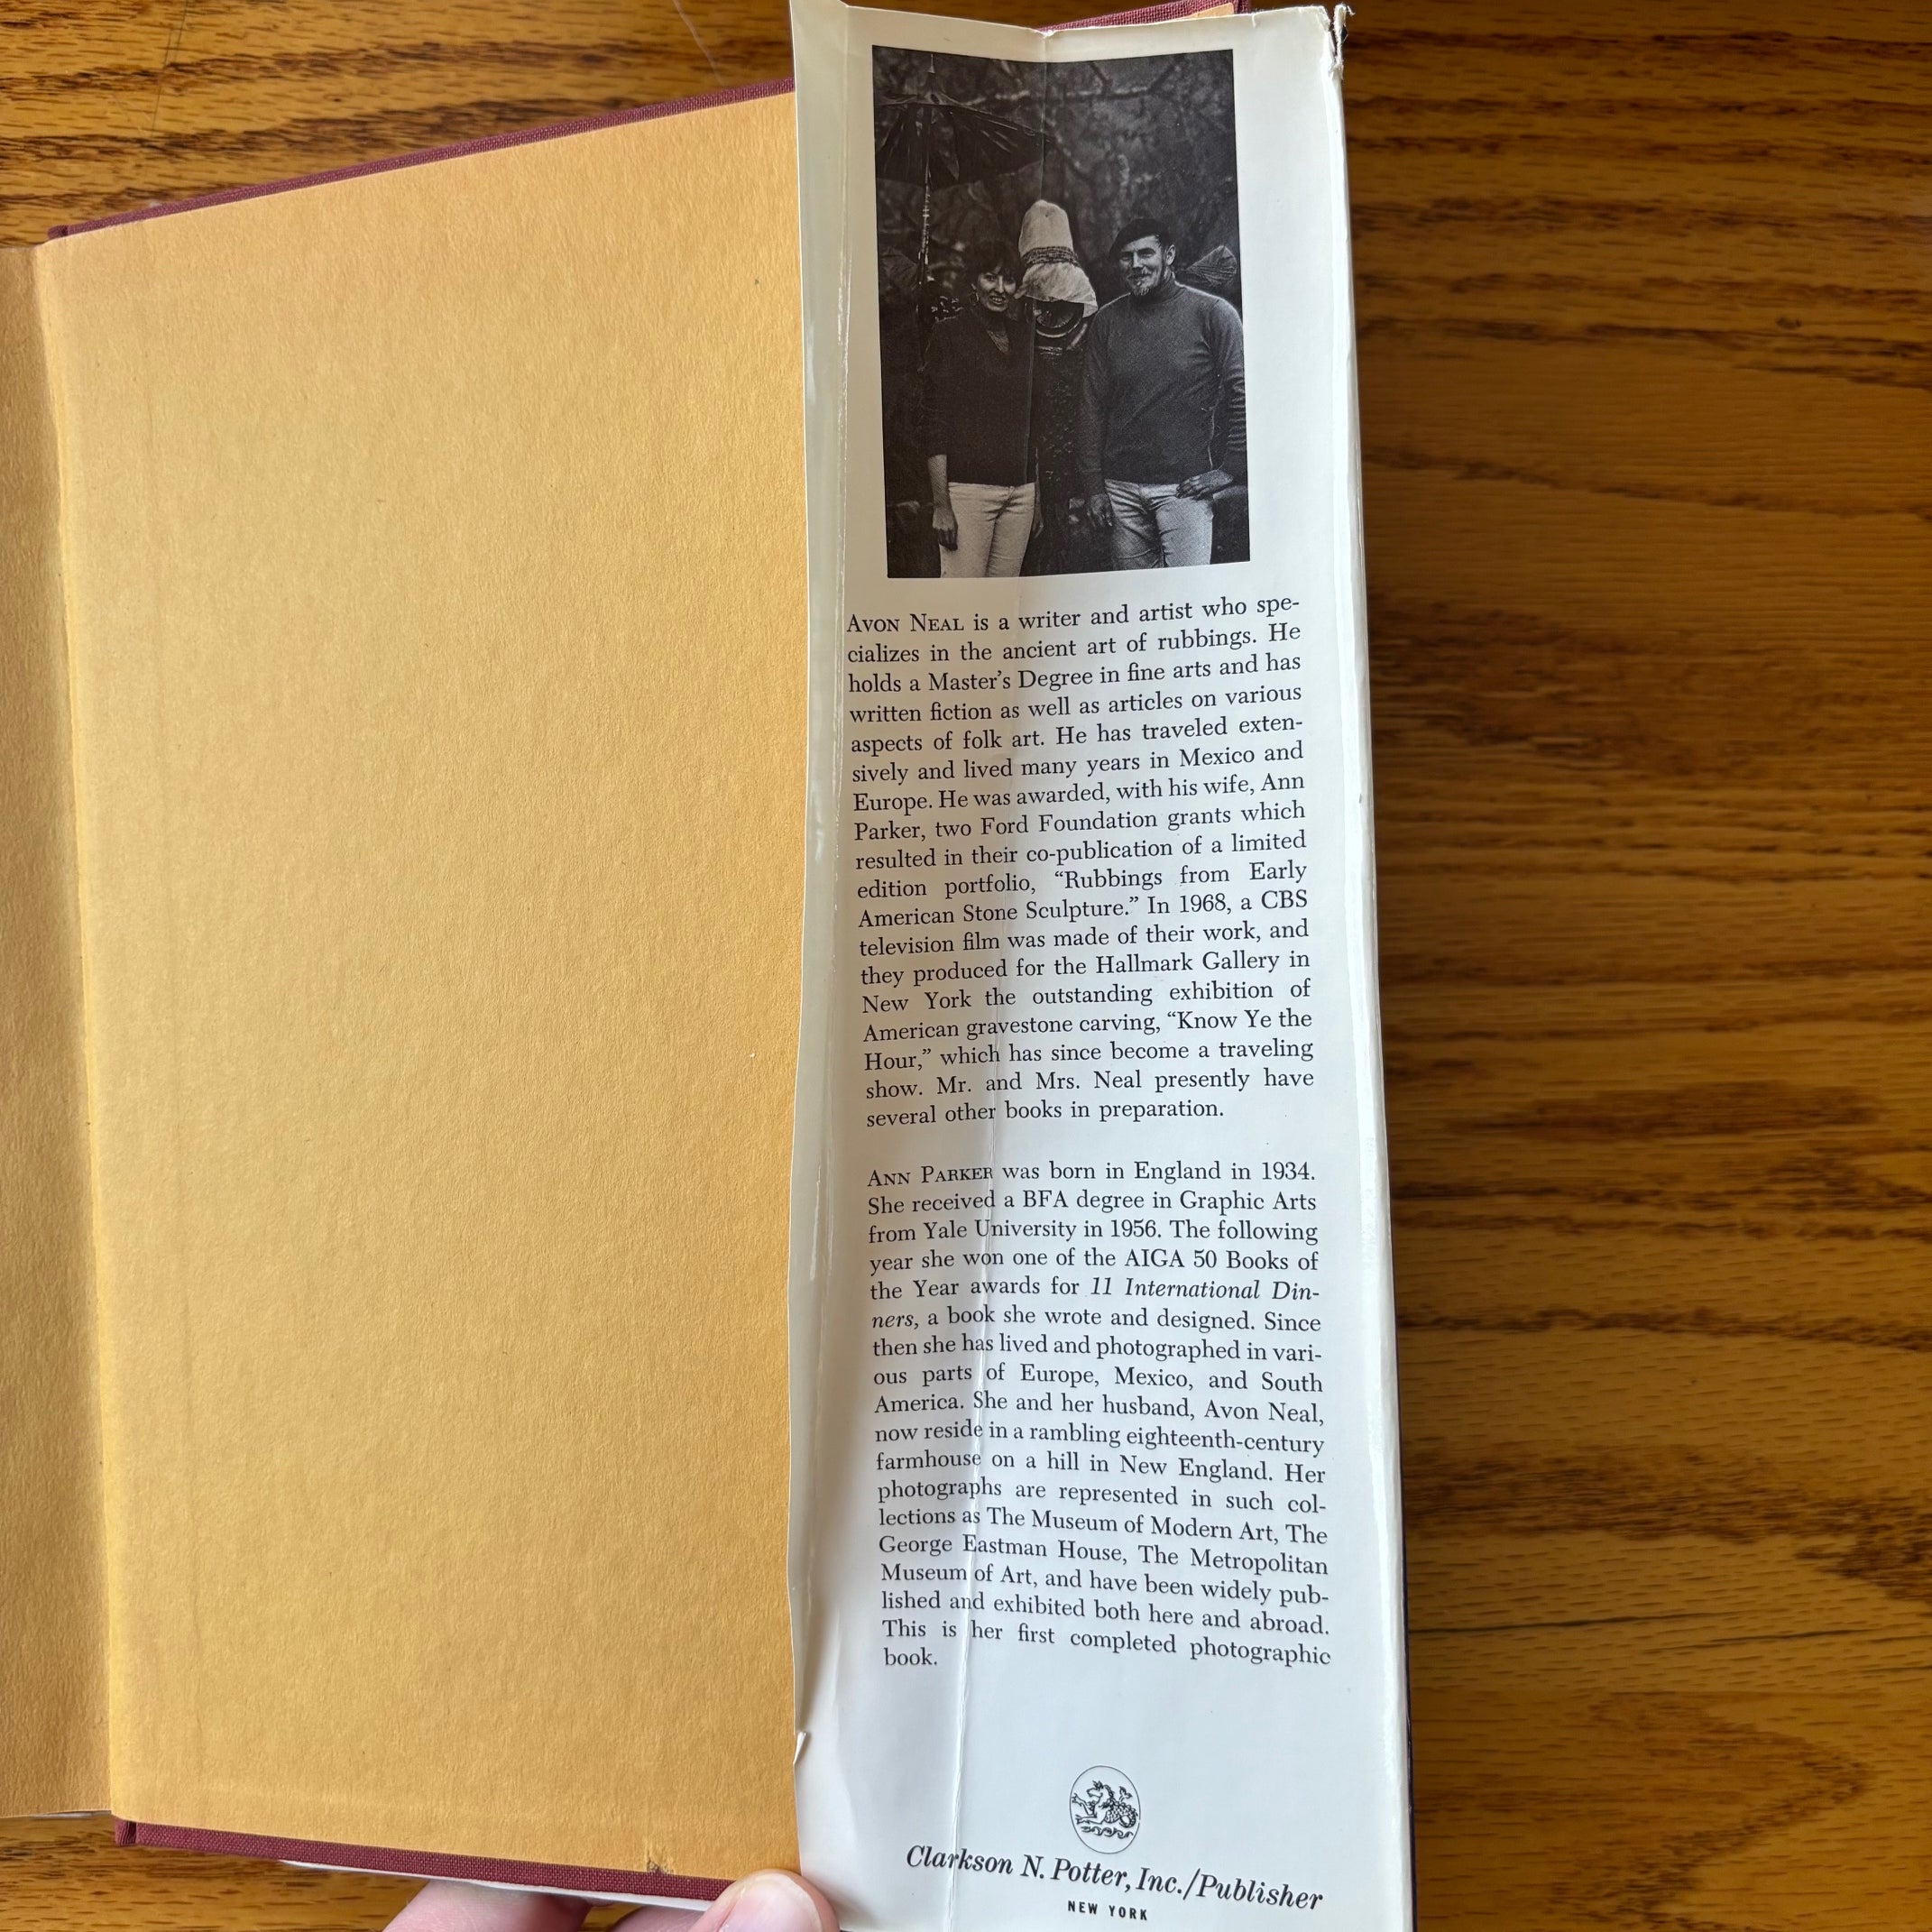 AVON NEAL is a writer and artist who spe-
cializes in the ancient art of rubbings. He
holds a Master's Degree in fine arts and has
written fiction as well as articles on various
aspects of folk art. He has traveled exten-
sively and lived many years in Mexico and
Europe. He was awarded, with his wife, Ann
Parker, two Ford Foundation grants which
resulted in their co-publication of a limited
edition portfolio, “Rubbings from Early
American Stone Sculpture.” In 1968, a CBS
television film was made of their work, and
they produced for the Hallmark Gallery in
New York the outstanding exhibition of
American gravestone carving, “Know Ye the
Hour,” which has since become a traveling
show. Mr. and Mrs. Neal presently have
several other books in preparation.
ANN PARKER was born in England in 1934.
She received a BFA degree in Graphic Arts
from Yale University in 1956. The following
year she won one of the AIGA 50 Books of
the Year awards for 11 International Din-
ners, a book she wrote and designed. Since
then she has lived and photographed in vari-
ous parts of Europe, Mexico, and South
America. She and her husband, Avon Neal,
now reside in a rambling eighteenth-century
farmhouse on a hill in New England. Her
photographs are represented in such col-
lections as The Museum of Modern Art, The
George Eastman House, The Metropolitan
Museum of Art, and have been widely pub-
lished and exhibited both here and abroad.
This is her first completed photographic
book.
Clarkson N. Potter, Inc./Publisher
NEW YORK